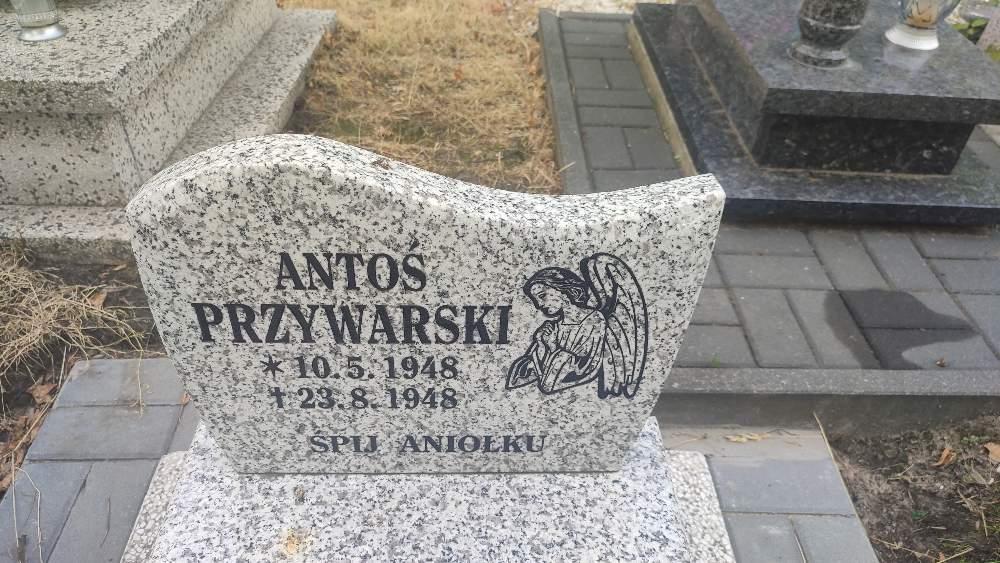 ANTOŚ
PRZYWARSKI
* 10. 5. 1948
† 23. 8. 1948
ŚPIJ ANIOŁKU